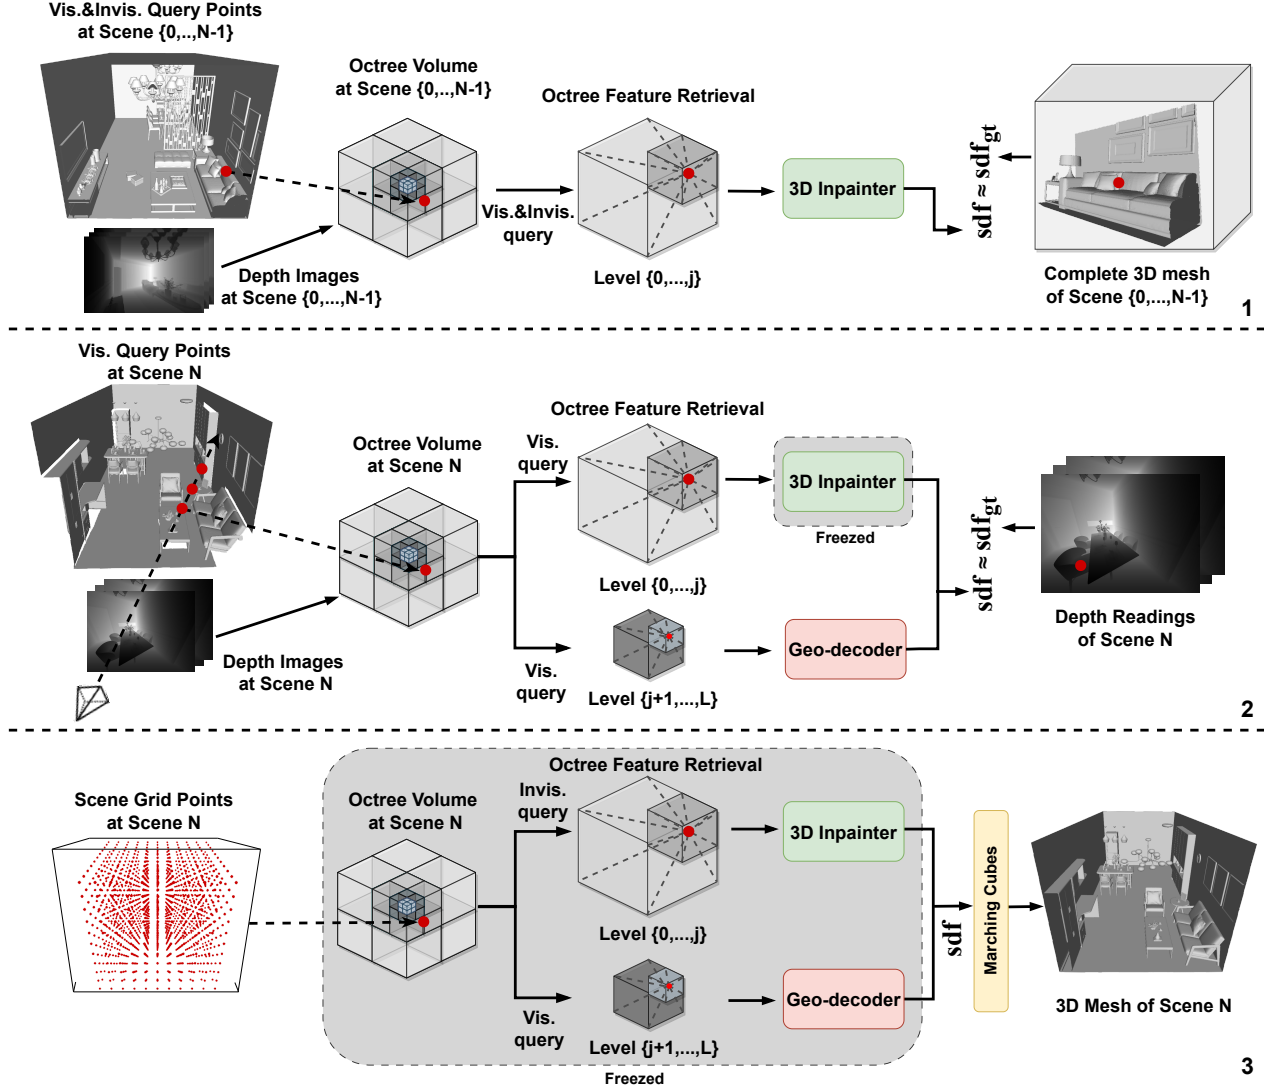 Vis.&Invis. Query Points
at Scene {0,..,N-1}
Octree Volume
at Scene {0,..,N-1}
Octree Feature Retrieval
Vis.&Invis.
query
3D Inpainter
sdf ≈ sdfgt
Depth Images
at Scene {0,...,N-1}
Level {0,...,j}
Complete 3D mesh
of Scene {0,...,N-1}
1
Vis. Query Points
at Scene N
Octree Volume
at Scene N
Octree Feature Retrieval
Vis.
query
3D Inpainter
Freezed
sdf ≈ sdfgt
Level {0,...,j}
Depth Images
at Scene N
Vis.
query
Geo-decoder
Level {j+1,...,L}
Depth Readings
of Scene N
2
Scene Grid Points
at Scene N
Octree Volume
at Scene N
Octree Feature Retrieval
Invis.
query
3D Inpainter
Level {0,...,j}
Vis.
query
Geo-decoder
Level {j+1,...,L}
Freezed
sdf
Marching Cubes
3D Mesh of Scene N
3